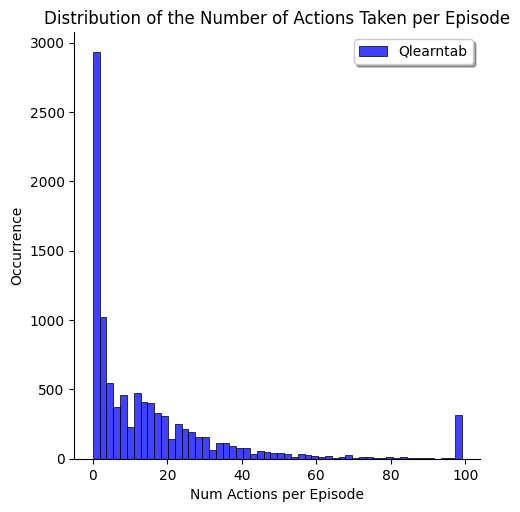 Distribution of the Number of Actions Taken per Episode
Qlearntab
Occurrence
3000
2500
2000
1500
1000
500
0
0 20 40 60 80 100
Num Actions per Episode